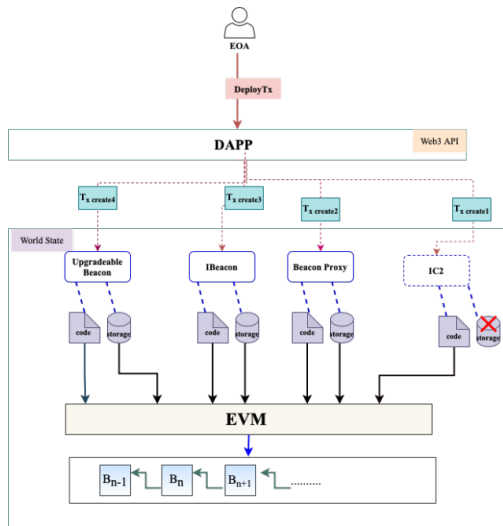 EOA
DeployTx
DAPP
Web3 API
Tx create4
Tx create3
Tx create2
Tx create1
World State
Upgradeable
Beacon
IBeacon
Beacon Proxy
IC2
code
storage
code
storage
code
storage
code
storage
EVM
Bn-1
Bn
Bn+1
..........